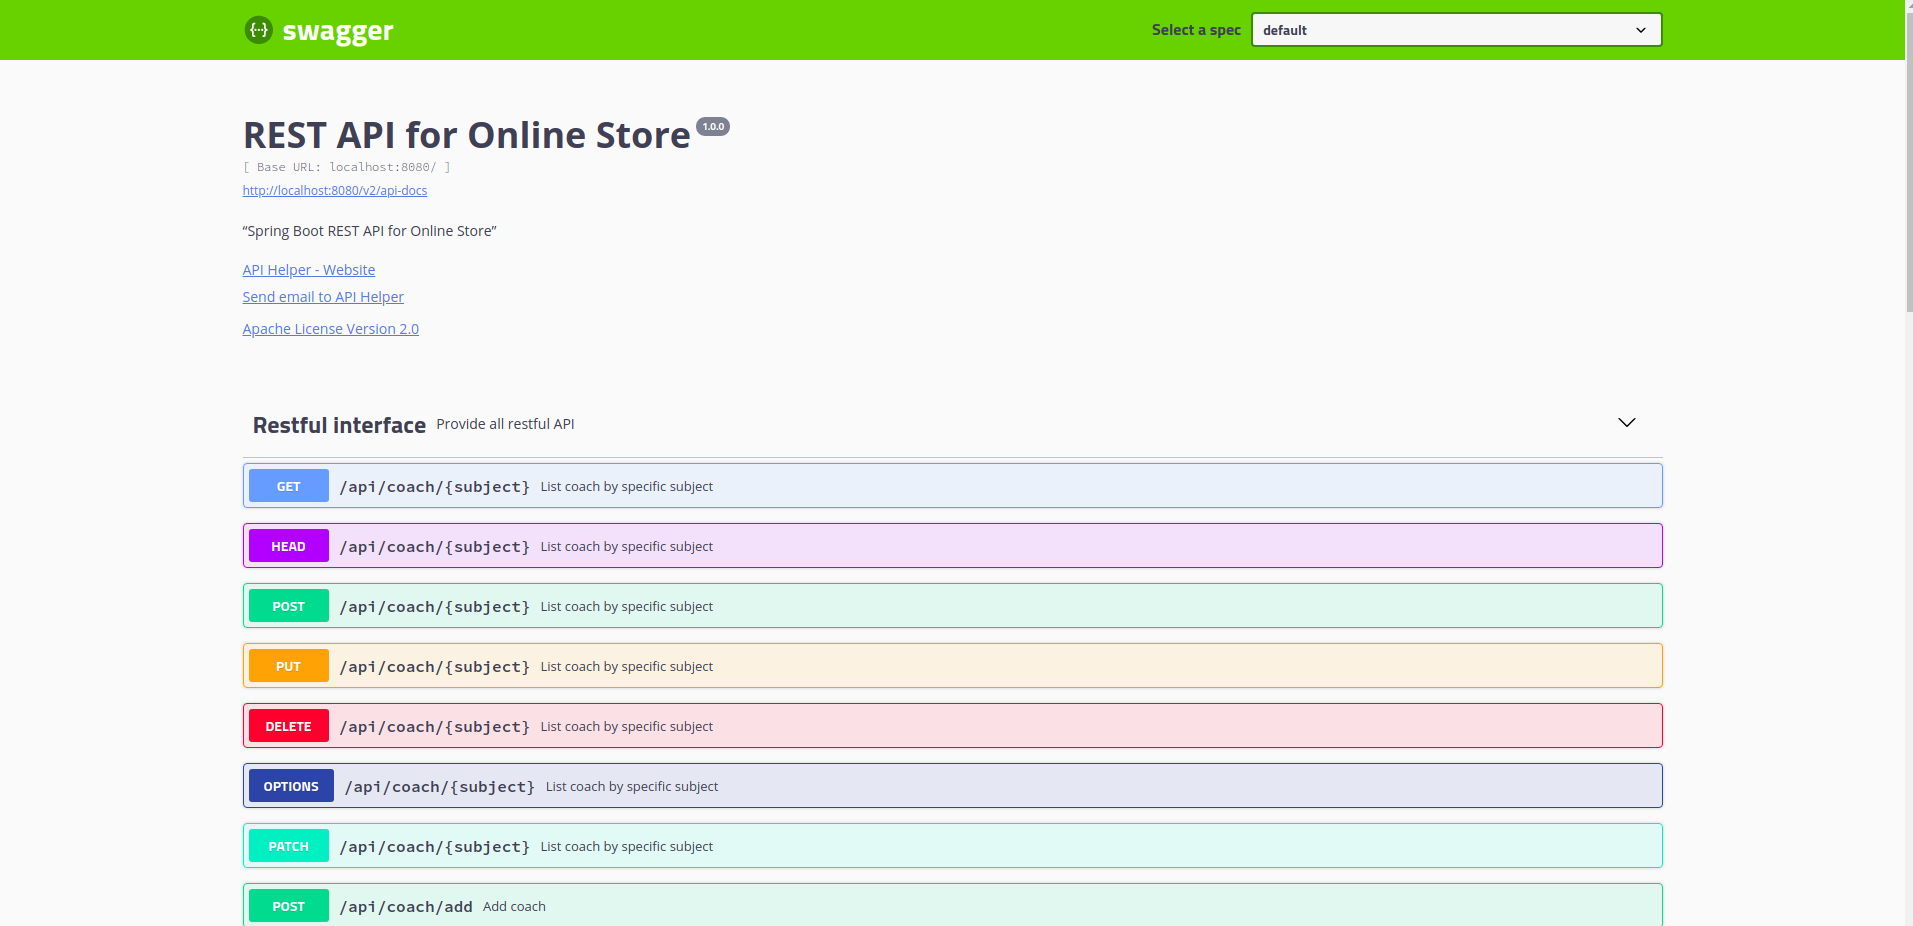 {···} swagger
Select a spec default
REST API for Online Store 1.0.0
[ Base URL: localhost:8080/ ]
http://localhost:8080/v2/api-docs
“Spring Boot REST API for Online Store”
API Helper - Website
Send email to API Helper
Apache License Version 2.0
Restful interface Provide all restful API
GET /api/coach/{subject} List coach by specific subject
HEAD /api/coach/{subject} List coach by specific subject
POST /api/coach/{subject} List coach by specific subject
PUT /api/coach/{subject} List coach by specific subject
DELETE /api/coach/{subject} List coach by specific subject
OPTIONS /api/coach/{subject} List coach by specific subject
PATCH /api/coach/{subject} List coach by specific subject
POST /api/coach/add Add coach